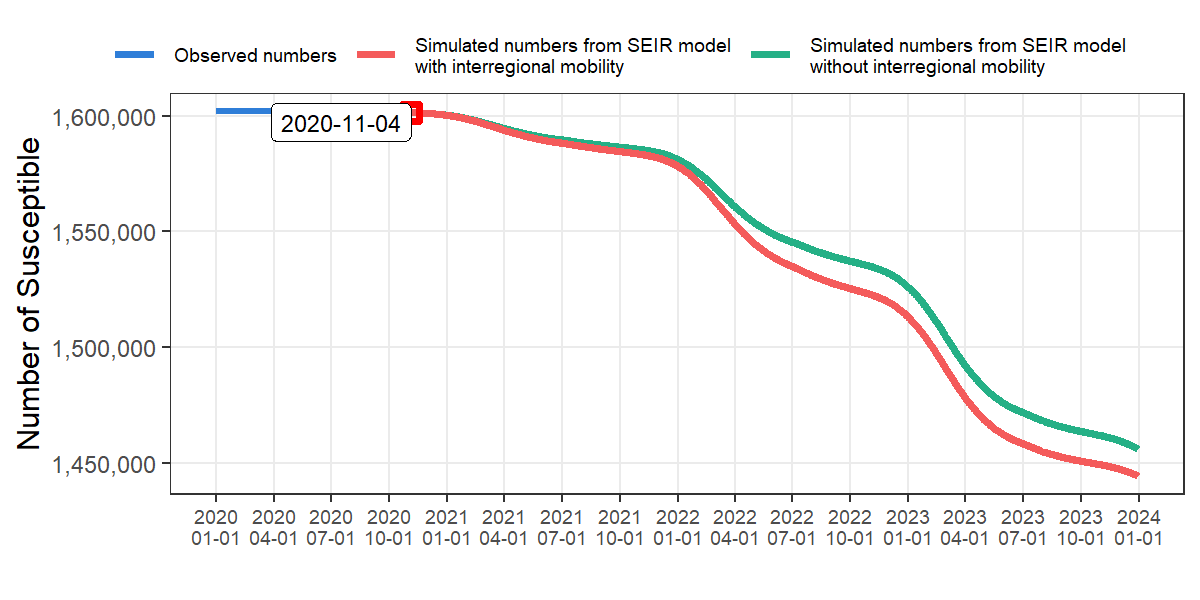 Observed numbers
Simulated numbers from SEIR model
with interregional mobility
Simulated numbers from SEIR model
without interregional mobility
Number of Susceptible
1,600,000
1,550,000
1,500,000
1,450,000
2020-11-04
2020 2020 2020 2020 2021 2021 2021 2021 2022 2022 2022 2022 2023 2023 2023 2023 2024
01-01 04-01 07-01 10-01 01-01 04-01 07-01 10-01 01-01 04-01 07-01 10-01 01-01 04-01 07-01 10-01 01-01